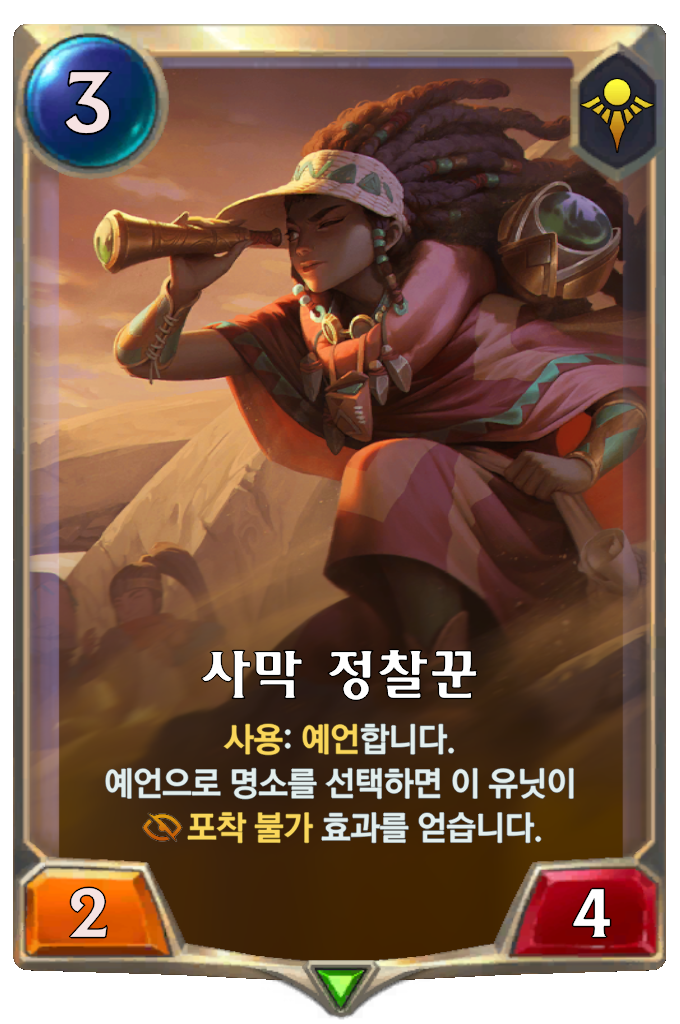 3
사막 정찰꾼
사용: 예언합니다.
예언으로 명소를 선택하면 이 유닛이
포착 불가 효과를 얻습니다.
2
4